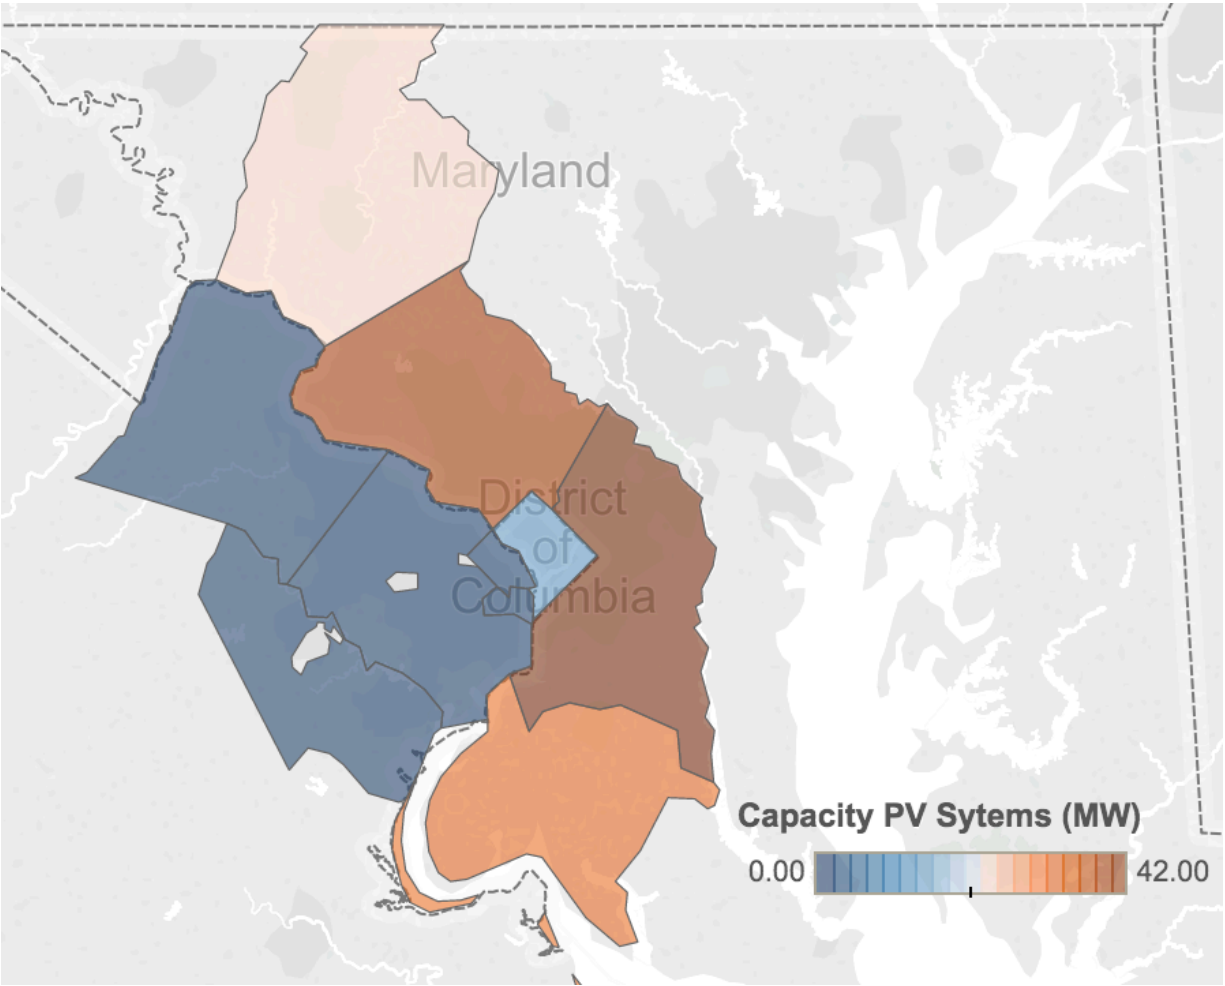 Maryland
District
of
Columbia
Capacity PV Sytems (MW)
0.00 42.00